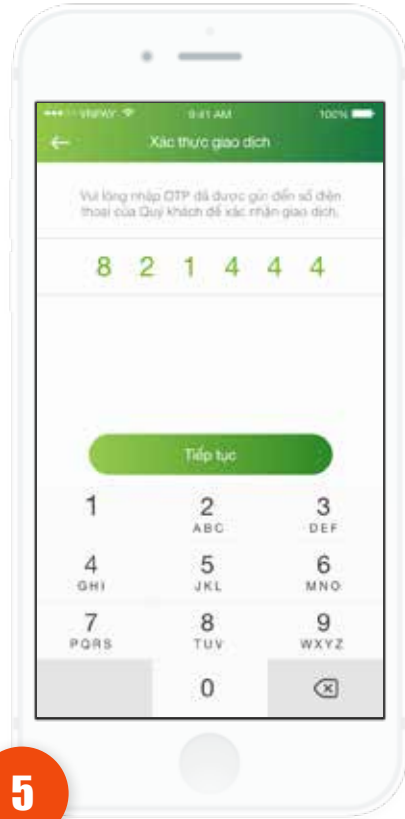 VNPAY 9:41 AM 100%
Xác thực giao dịch
Vui lòng nhập OTP đã được gửi đến số điện
thoại của Quý khách để xác nhận giao dịch.
8 2 1 4 4 4
Tiếp tục
1 2 3
ABC DEF
4 5 6
GHI JKL MNO
7 8 9
PQRS TUV WXYZ
0
5